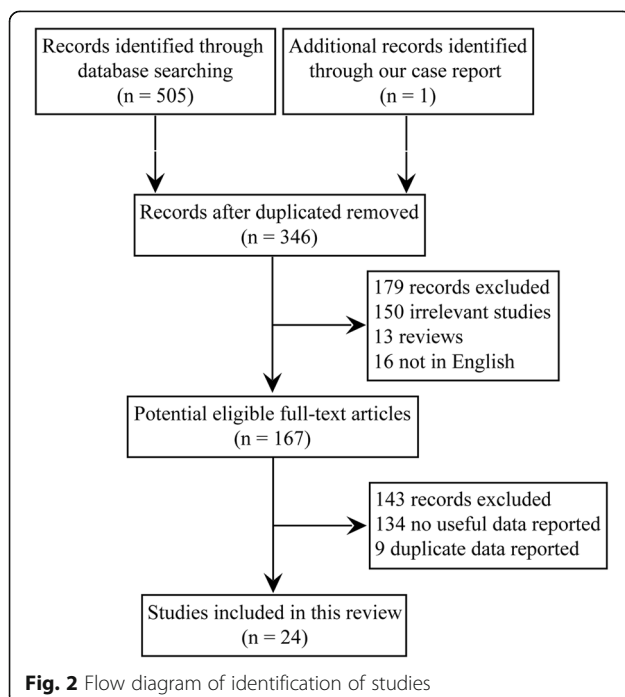 Records identified through
database searching
(n = 505)
Additional records identified
through our case report
(n = 1)
Records after duplicated removed
(n = 346)
179 records excluded
150 irrelevant studies
13 reviews
16 not in English
Potential eligible full-text articles
(n = 167)
143 records excluded
134 no useful data reported
9 duplicate data reported
Studies included in this review
(n = 24)
Fig. 2 Flow diagram of identification of studies